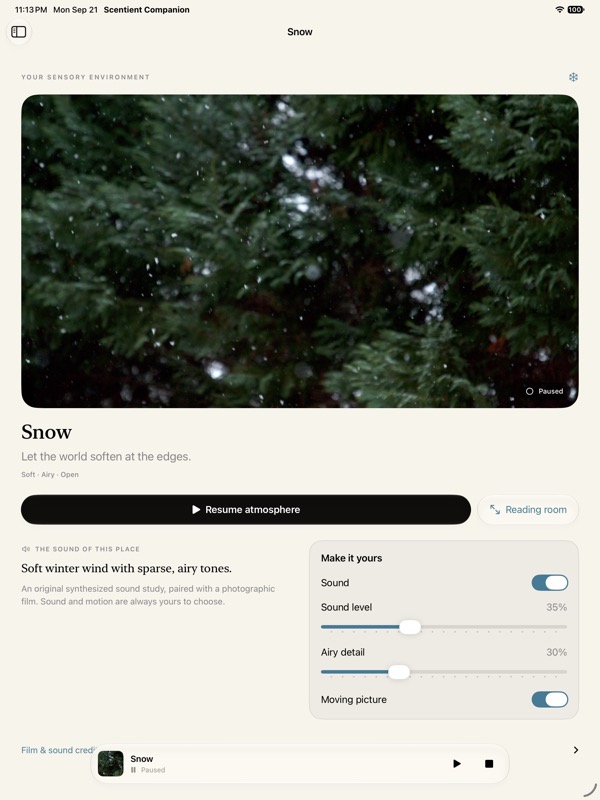 11:13 PM Mon Sep 21 Scentient Companion
100
Snow
YOUR SENSORY ENVIRONMENT
Paused
Snow
Let the world soften at the edges.
Soft · Airy · Open
Resume atmosphere
Reading room
THE SOUND OF THIS PLACE
Soft winter wind with sparse, airy tones.
An original synthesized sound study, paired with a photographic
film. Sound and motion are always yours to choose.
Make it yours
Sound
Sound level 35%
Airy detail 30%
Moving picture
Film & sound
Snow
Paused